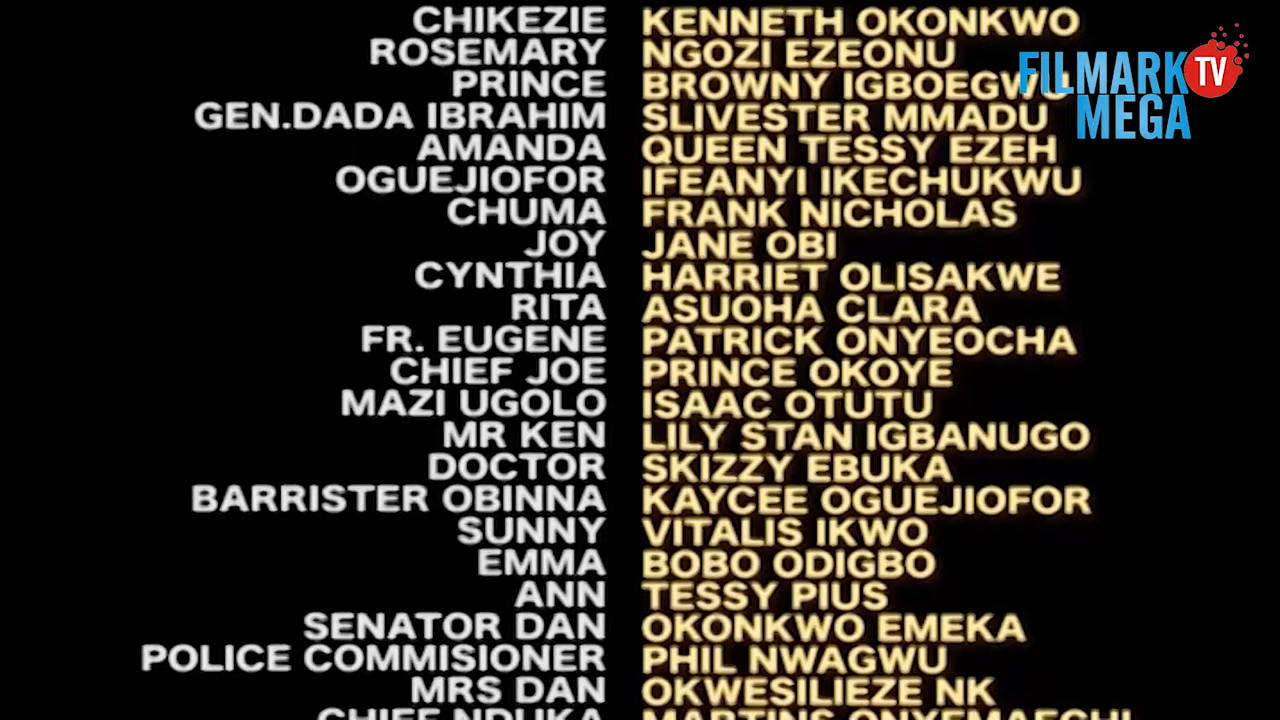 CHIKEZIE KENNETH OKONKWO
ROSEMARY NGOZI EZEONU
PRINCE BROWNY IGBOEGWU
GEN.DADA IBRAHIM SLIVESTER MMADU
AMANDA QUEEN TESSY EZEH
OGUEJIOFOR IFEANYI IKECHUKWU
CHUMA FRANK NICHOLAS
JOY JANE OBI
CYNTHIA HARRIET OLISAKWE
RITA ASUOHA CLARA
FR. EUGENE PATRICK ONYEOCHA
CHIEF JOE PRINCE OKOYE
MAZI UGOLO ISAAC OTUTU
MR KEN LILY STAN IGBANUGO
DOCTOR SKIZZY EBUKA
BARRISTER OBINNA KAYCEE OGUEJIOFOR
SUNNY VITALIS IKWO
EMMA BOBO ODIGBO
ANN TESSY PIUS
SENATOR DAN OKONKWO EMEKA
POLICE COMMISIONER PHIL NWAGWU
MRS DAN OKWESILIEZE NK
CHIEF NDUKA MARTINS ONYEMAECHI
FILMARK TV
MEGA